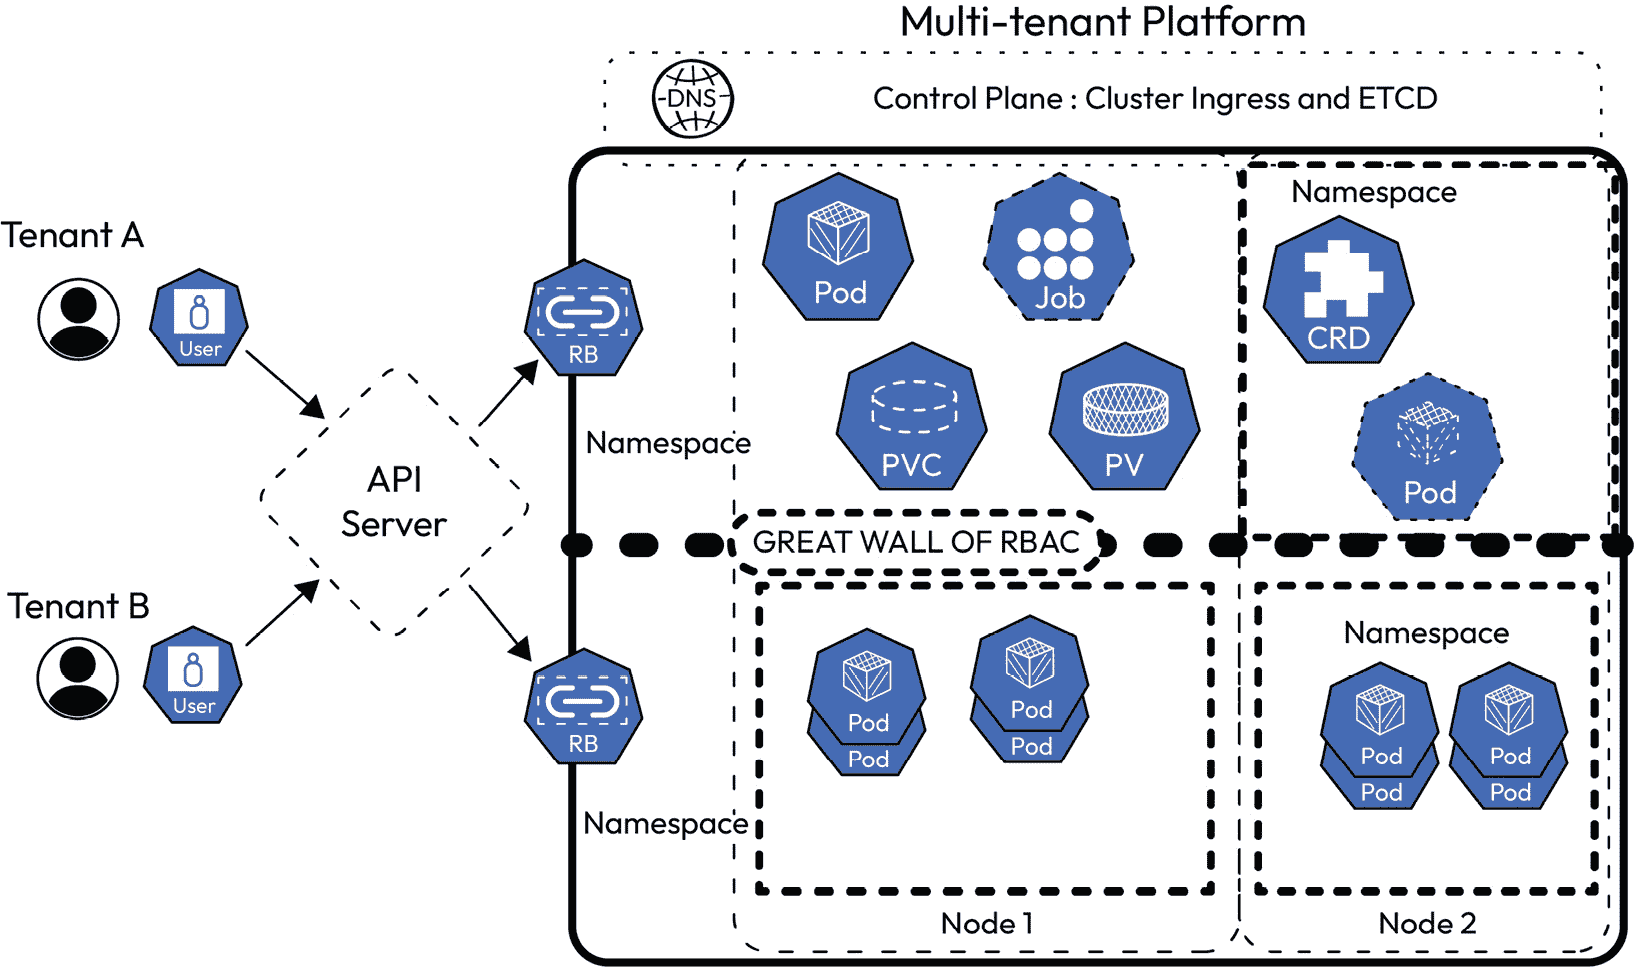 Multi-tenant Platform
DNS
Control Plane : Cluster Ingress and ETCD
Tenant A
User
API
Server
Tenant B
User
RB
RB
Namespace
Namespace
Pod
Job
PVC
PV
Namespace
CRD
Pod
GREAT WALL OF RBAC
Pod
Pod
Pod
Pod
Namespace
Pod
Pod
Pod
Pod
Node 1
Node 2